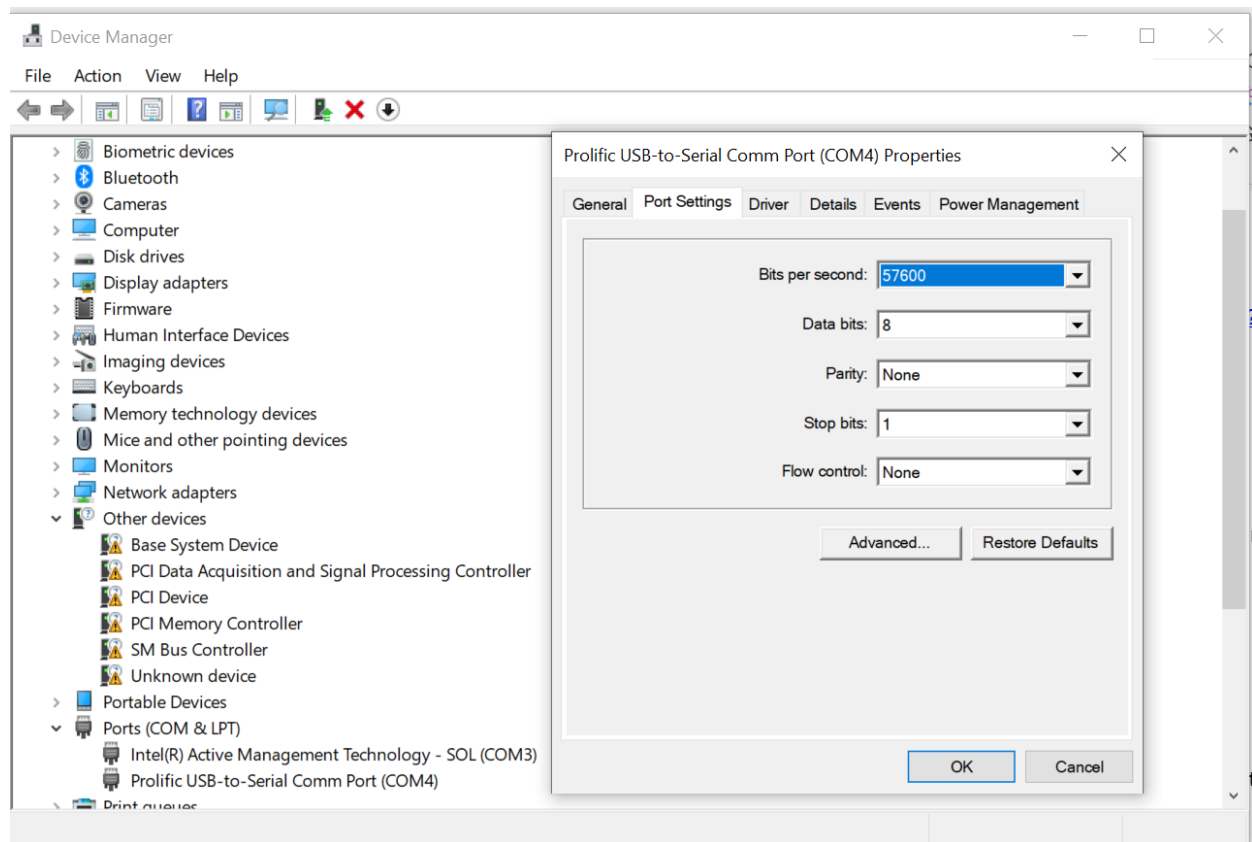 Device Manager
File Action View Help
Biometric devices
Bluetooth
Cameras
Computer
Disk drives
Display adapters
Firmware
Human Interface Devices
Imaging devices
Keyboards
Memory technology devices
Mice and other pointing devices
Monitors
Network adapters
Other devices
Base System Device
PCI Data Acquisition and Signal Processing Controller
PCI Device
PCI Memory Controller
SM Bus Controller
Unknown device
Portable Devices
Ports (COM & LPT)
Intel(R) Active Management Technology - SOL (COM3)
Prolific USB-to-Serial Comm Port (COM4)
Print queues
Prolific USB-to-Serial Comm Port (COM4) Properties
General Port Settings Driver Details Events Power Management
Bits per second: 57600
Data bits: 8
Parity: None
Stop bits: 1
Flow control: None
Advanced... Restore Defaults
OK Cancel